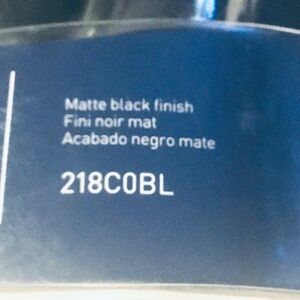 Matte black finish
Fini noir mat
Acabado negro mate
218C0BL